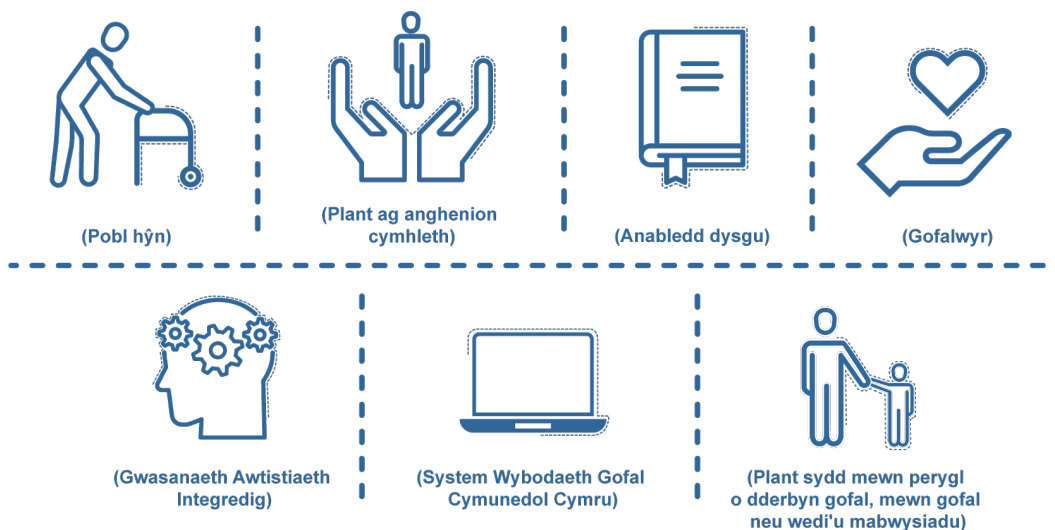 (Pobl hŷn)
(Plant ag anghenion
cymhleth)
(Anabledd dysgu)
(Gofalwyr)
(Gwasanaeth Awtistiaeth
Integredig)
(System Wybodaeth Gofal
Cymunedol Cymru)
(Plant sydd mewn perygl
o dderbyn gofal, mewn gofal
neu wedi'u mabwysiadu)